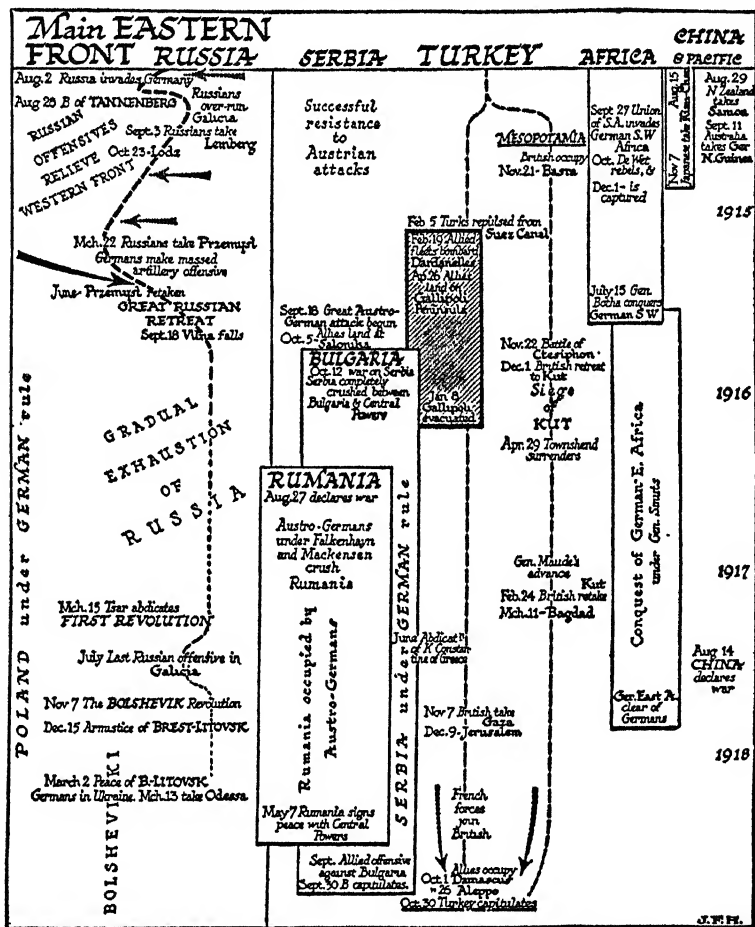 Main EASTERN
FRONT RUSSIA
SERBIA
TURKEY
AFRICA
CHINA
& PACIFIC
Aug. 2 Russia invades Germany
Aug 28 B of TANNENBERG
Russians
over-run
Galicia
Sept. 3 Russians take
Lemberg
Oct 23-Lodz
RUSSIAN
OFFENSIVES
RELIEVE
WESTERN FRONT
Mch. 22 Russians take Przemysl
Germans make massed
artillery offensive
June-Przemysl retaken
GREAT RUSSIAN
RETREAT
Sept. 18 Vilna falls
POLAND under GERMAN rule
GRADUAL
EXHAUSTION
OF
RUSSIA
Mch. 15 Tsar abdicates
FIRST REVOLUTION
July Last Russian offensive in
Galicia
Nov 7 The BOLSHEVIK Revolution
Dec. 15 Armistice of BREST-LITOVSK
March 2 Peace of B-LITOVSK
Germans in Ukraine. Mch. 13 take Odessa
BOLSHEVIKI
Successful
resistance
to
Austrian
attacks
Sept. 18 Great Austro-
German attack begun
Oct. 5- Allies land at
Salonika
BULGARIA
Oct. 12 war on Serbia
Serbia completely
crushed between
Bulgaria & Central
Powers
RUMANIA
Aug. 27 declares war
Austro-Germans
under Falkenhayn
and Mackensen
crush
Rumania
Rumania occupied by
Austro-Germans
May 7 Rumania signs
peace with Central
Powers
SERBIA under GERMAN rule
Sept. Allied offensive
against Bulgaria
Sept. 30 B capitulates.
MESOPOTAMIA
British occupy
Nov. 21-Basra
Feb 5 Turks repulsed from
Suez Canal
Feb. 19 Allied
fleets bombard
Dardanelles
Ap. 26 Allies
land on
Gallipoli
Peninsula
Jan 8
Gallipoli
evacuated
Nov. 22 Battle of
Ctesiphon
Dec. 1 British retreat
to Kut
Siege
of
KUT
Apr. 29 Townshend
surrenders
Gen. Maude's
advance
Kut
Feb. 24 British retake
Mch. 11-Bagdad
June Abdicatn
of K Constan
tine of Greece
Nov 7 British take
Gaza
Dec. 9-Jerusalem
French
forces
join
British
Allies occupy
Oct. 1 Damascus
" 26 Aleppo
Oct. 30 Turkey capitulates
Sept 27 Union
of S.A. invades
German S.W
Africa
Oct. De Wet
rebels, &
Dec. 1- is
captured
July 15 Gen.
Botha conquers
German S.W
Conquest of German-E. Africa
under Gen. Smuts
Ger. East A.
clear of
Germans
Aug. 15
Japanese take Kiau-Chau
Nov 7
Aug. 29
N Zealand
takes
Samoa
Sept. 11
Australia
takes Ger
N. Guinea
1915
1916
1917
Aug 14
CHINA
declares
war
1918
J.F.H.